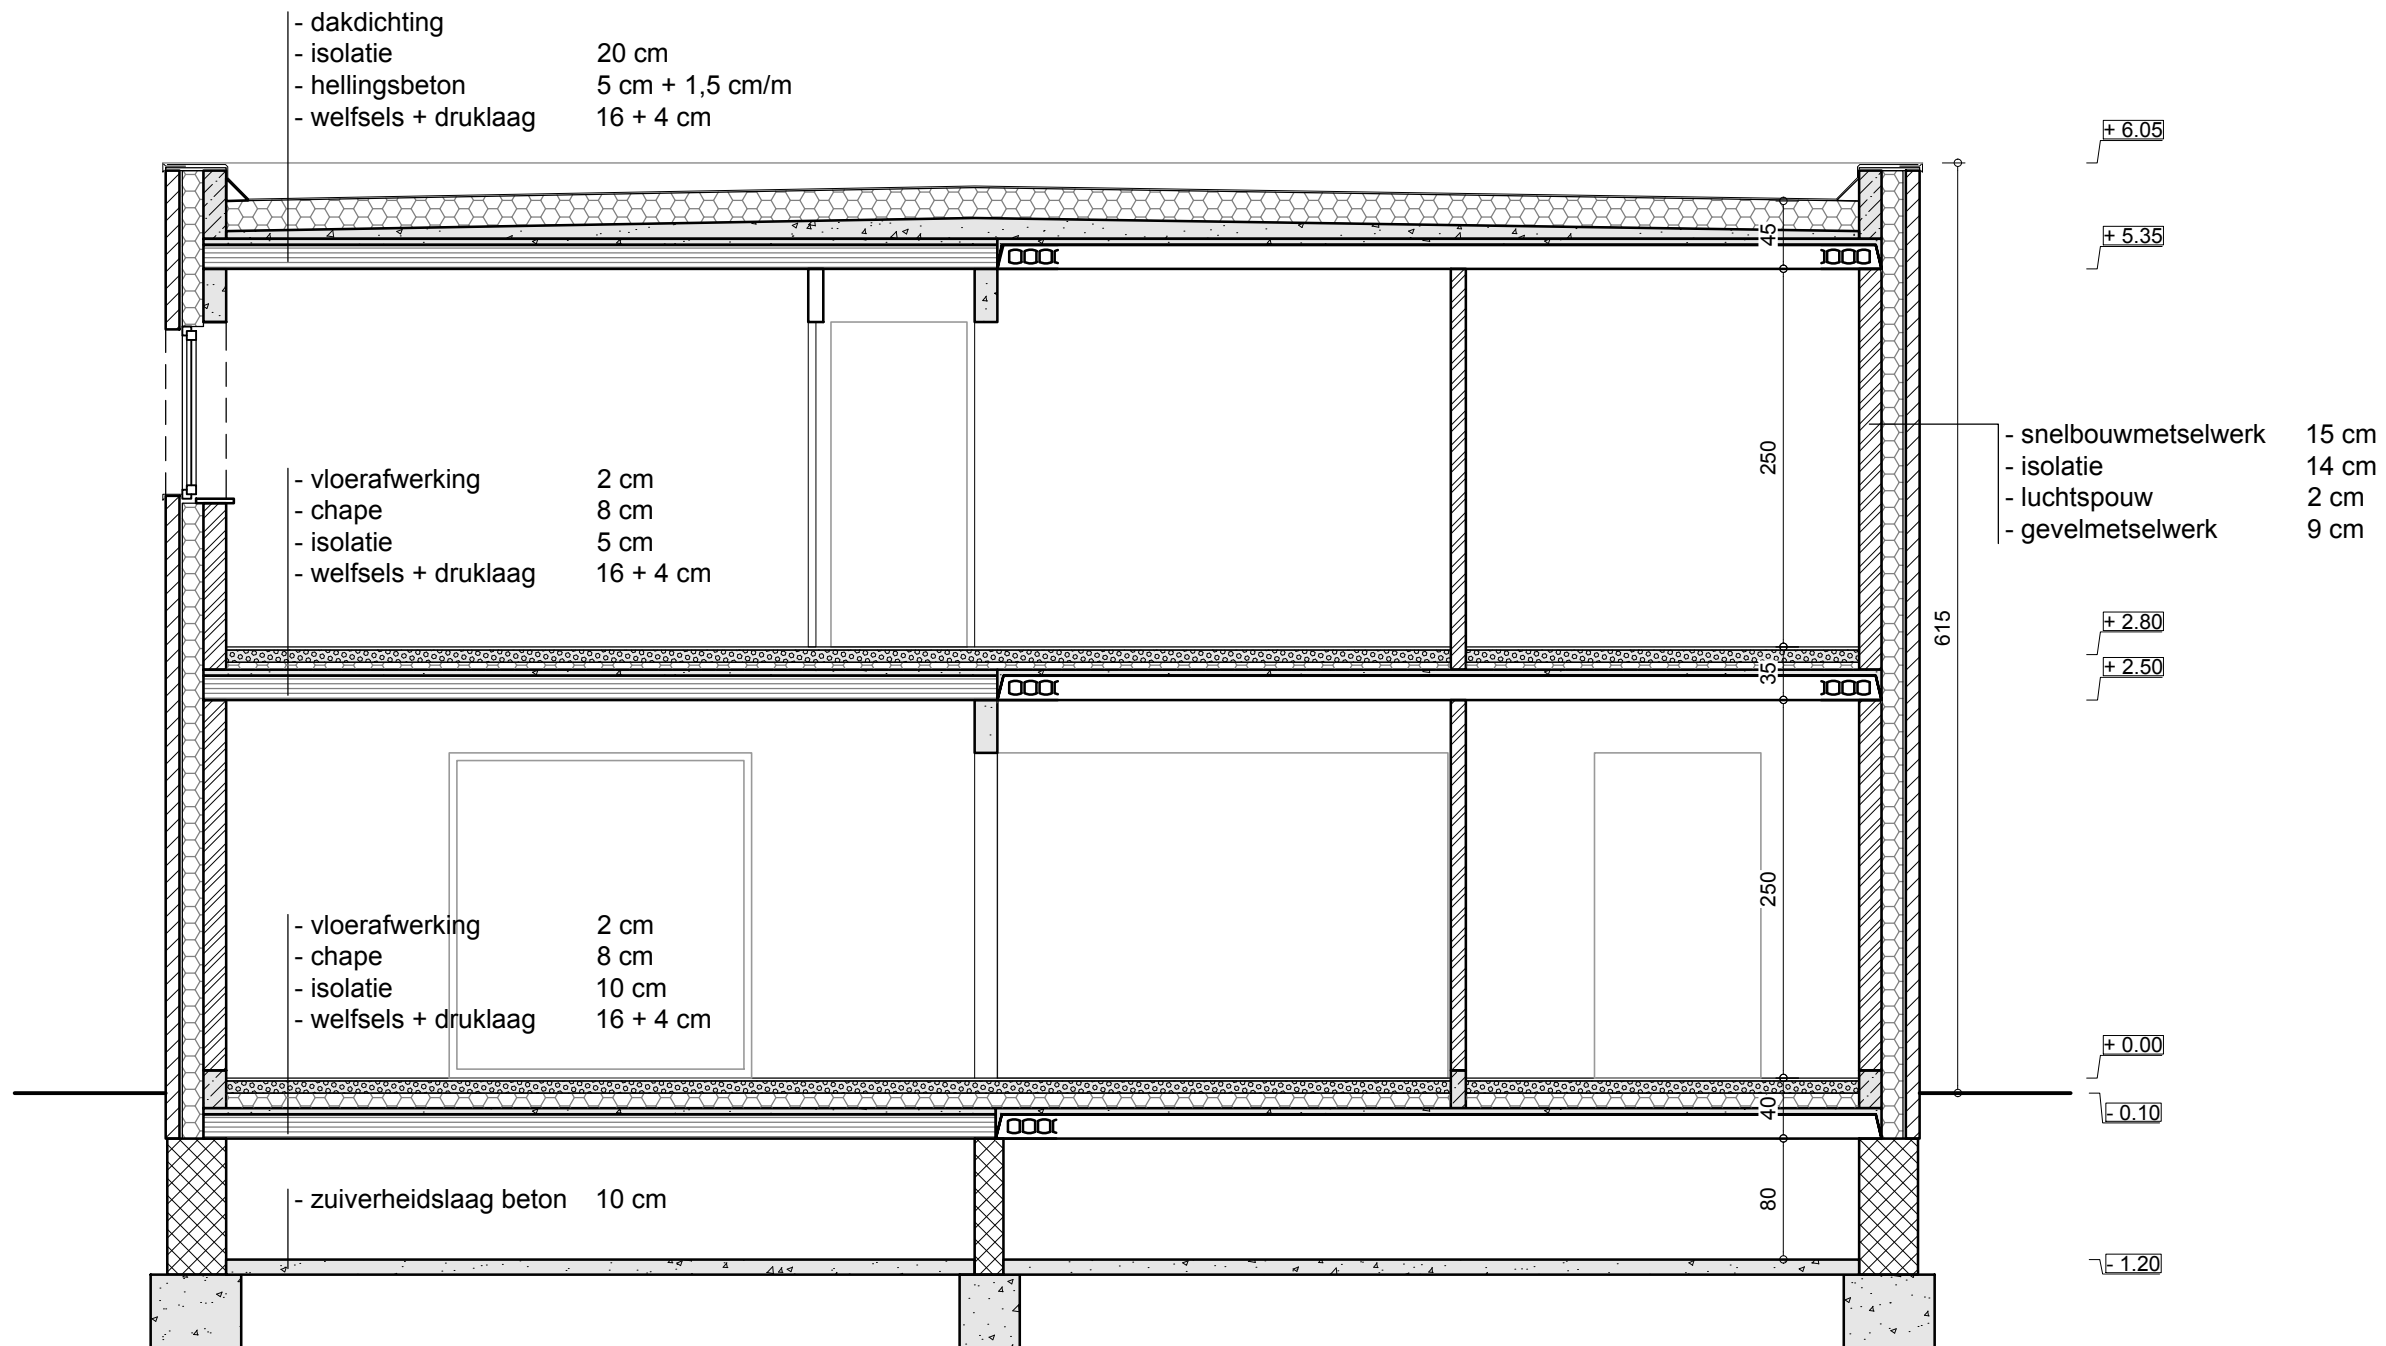 - dakdichting
- isolatie 20 cm
- hellingsbeton 5 cm + 1,5 cm/m
- welfsels + druklaag 16 + 4 cm
+ 6.05
+ 5.35
45
- snelbouwmetselwerk 15 cm
- isolatie 14 cm
- luchtspouw 2 cm
- gevelmetselwerk 9 cm
250
- vloerafwerking 2 cm
- chape 8 cm
- isolatie 5 cm
- welfsels + druklaag 16 + 4 cm
615
+ 2.80
+ 2.50
35
250
- vloerafwerking 2 cm
- chape 8 cm
- isolatie 10 cm
- welfsels + druklaag 16 + 4 cm
+ 0.00
- 0.10
40
80
- zuiverheidslaag beton 10 cm
- 1.20